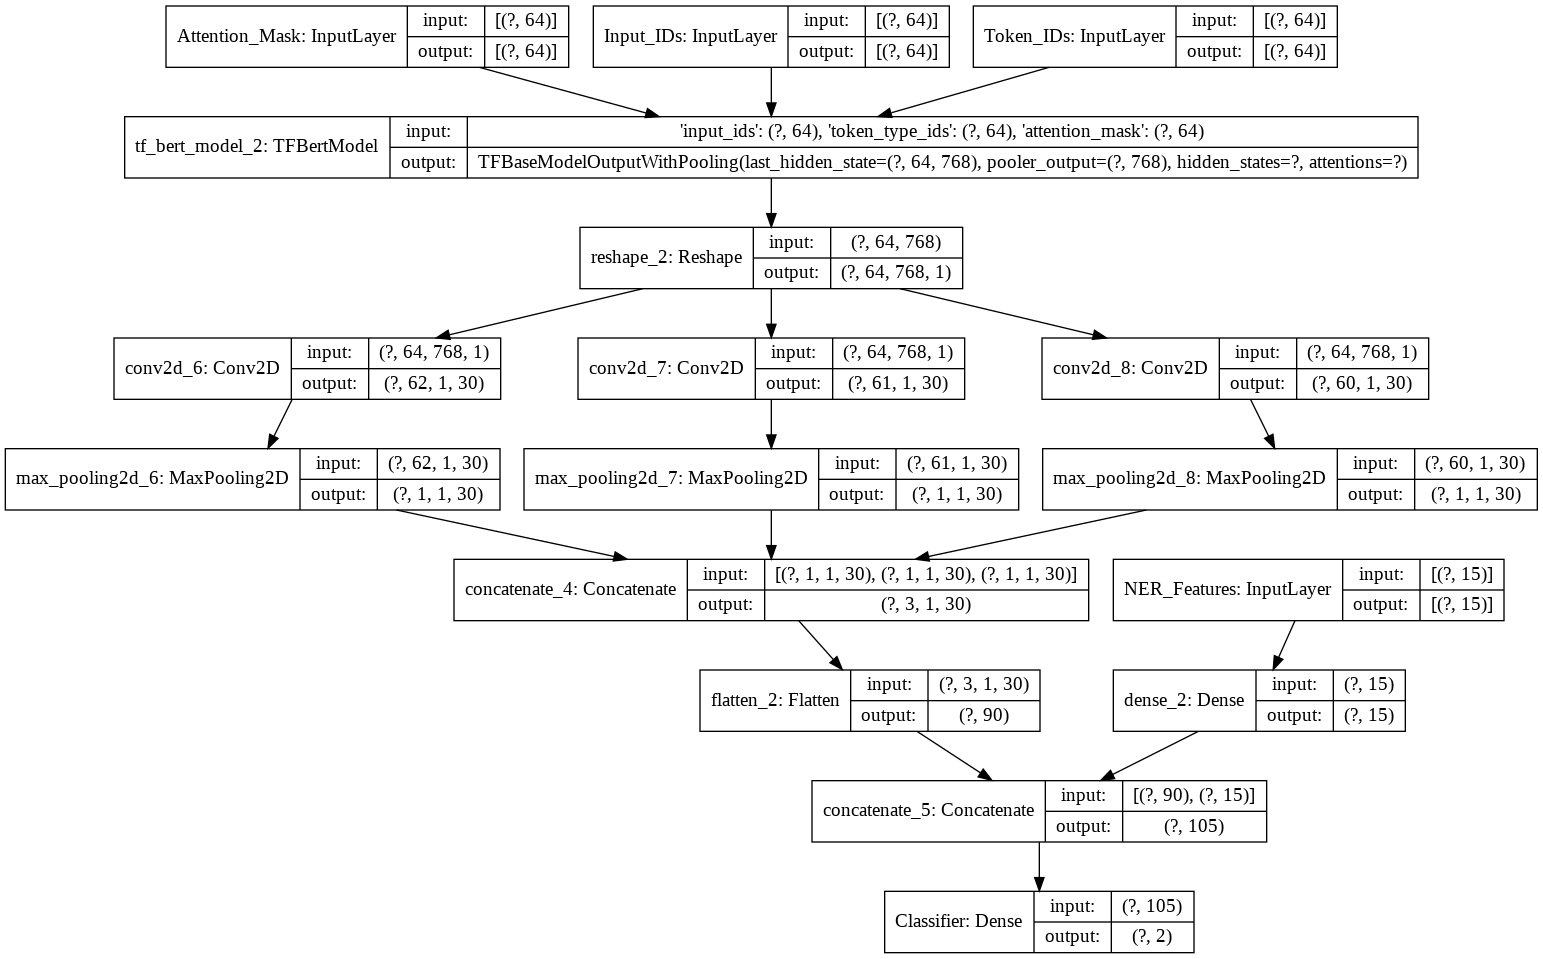 Attention_Mask: InputLayer
input: [(?, 64)]
output: [(?, 64)]
Input_IDs: InputLayer
input: [(?, 64)]
output: [(?, 64)]
Token_IDs: InputLayer
input: [(?, 64)]
output: [(?, 64)]
tf_bert_model_2: TFBertModel
input: 'input_ids': (?, 64), 'token_type_ids': (?, 64), 'attention_mask': (?, 64)
output: TFBaseModelOutputWithPooling(last_hidden_state=(?, 64, 768), pooler_output=(?, 768), hidden_states=?, attentions=?)
reshape_2: Reshape
input: (?, 64, 768)
output: (?, 64, 768, 1)
conv2d_6: Conv2D
input: (?, 64, 768, 1)
output: (?, 62, 1, 30)
conv2d_7: Conv2D
input: (?, 64, 768, 1)
output: (?, 61, 1, 30)
conv2d_8: Conv2D
input: (?, 64, 768, 1)
output: (?, 60, 1, 30)
max_pooling2d_6: MaxPooling2D
input: (?, 62, 1, 30)
output: (?, 1, 1, 30)
max_pooling2d_7: MaxPooling2D
input: (?, 61, 1, 30)
output: (?, 1, 1, 30)
max_pooling2d_8: MaxPooling2D
input: (?, 60, 1, 30)
output: (?, 1, 1, 30)
concatenate_4: Concatenate
input: [(?, 1, 1, 30), (?, 1, 1, 30), (?, 1, 1, 30)]
output: (?, 3, 1, 30)
NER_Features: InputLayer
input: [(?, 15)]
output: [(?, 15)]
flatten_2: Flatten
input: (?, 3, 1, 30)
output: (?, 90)
dense_2: Dense
input: (?, 15)
output: (?, 15)
concatenate_5: Concatenate
input: [(?, 90), (?, 15)]
output: (?, 105)
Classifier: Dense
input: (?, 105)
output: (?, 2)